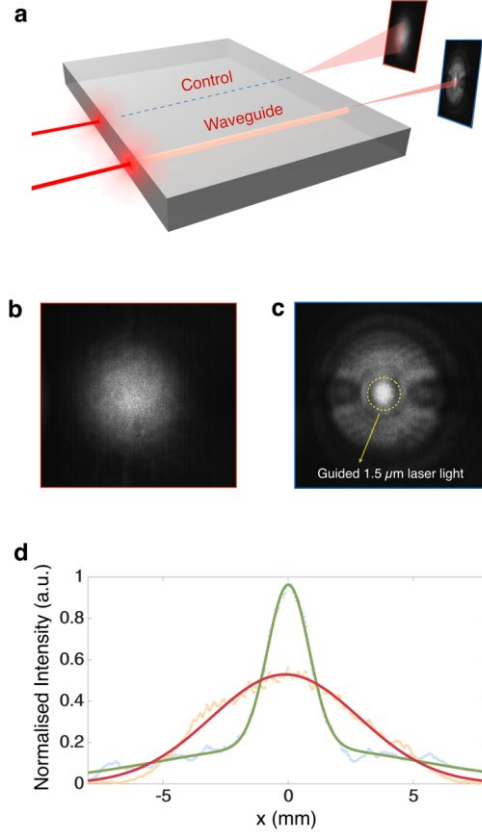 a
Control
Waveguide
b
c
Guided 1.5 µm laser light
d
Normalised Intensity (a.u.)
1
0.8
0.6
0.4
0.2
0
-5
0
5
x (mm)